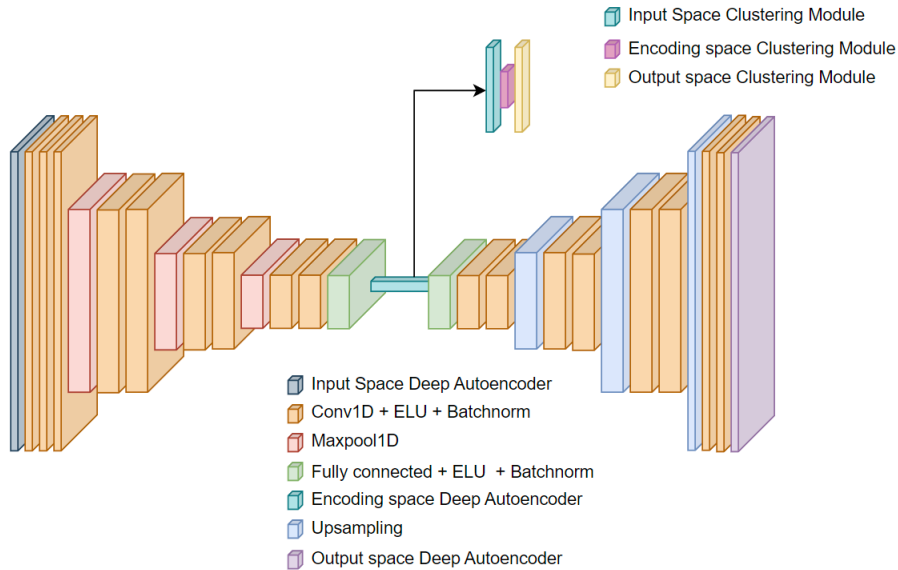 Input Space Clustering Module
Encoding space Clustering Module
Output space Clustering Module
Input Space Deep Autoencoder
Conv1D + ELU + Batchnorm
Maxpool1D
Fully connected + ELU + Batchnorm
Encoding space Deep Autoencoder
Upsampling
Output space Deep Autoencoder